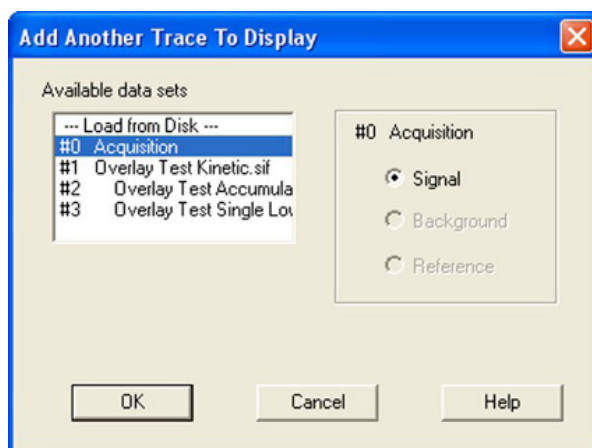 Add Another Trace To Display
Available data sets
--- Load from Disk ---
#0 Acquisition
#1 Overlay Test Kinetic.sif
#2 Overlay Test Accumula
#3 Overlay Test Single Lov
#0 Acquisition
Signal
Background
Reference
OK
Cancel
Help